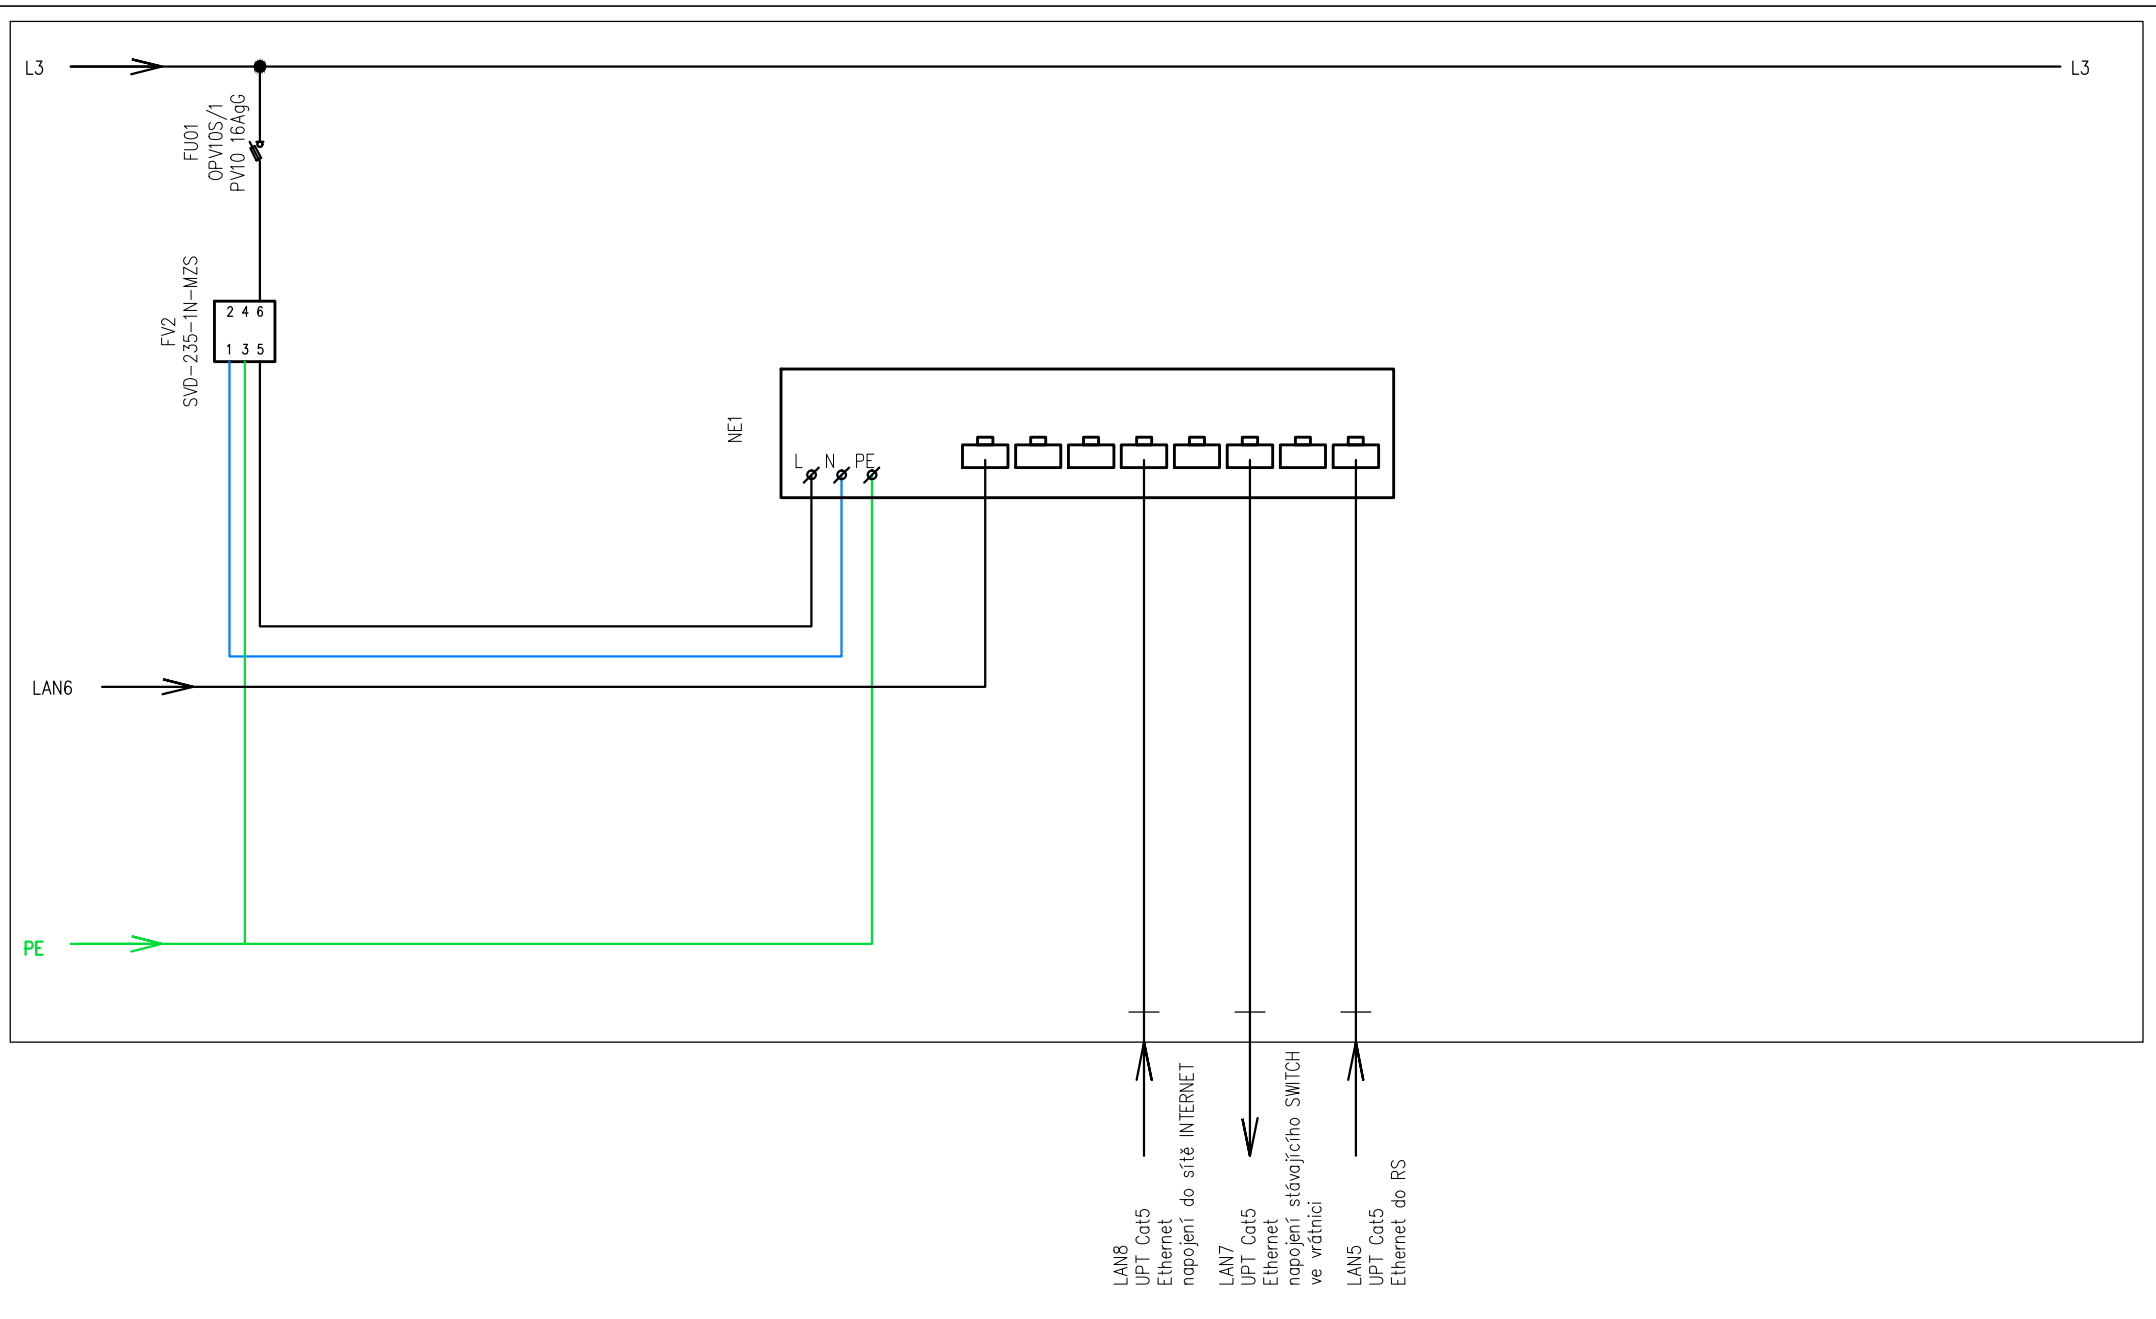 L3
L3
FU01
OPV10S/1
PV10 16AgG
FV2
SVD-235-1N-MZS
2 4 6
1 3 5
NE1
L N PE
LAN6
PE
LAN8
UPT Cat5
Ethernet
napojení do sítě INTERNET
LAN7
UPT Cat5
Ethernet
napojení stávajícího SWITCH
ve vrátnici
LAN5
UPT Cat5
Ethernet do RS